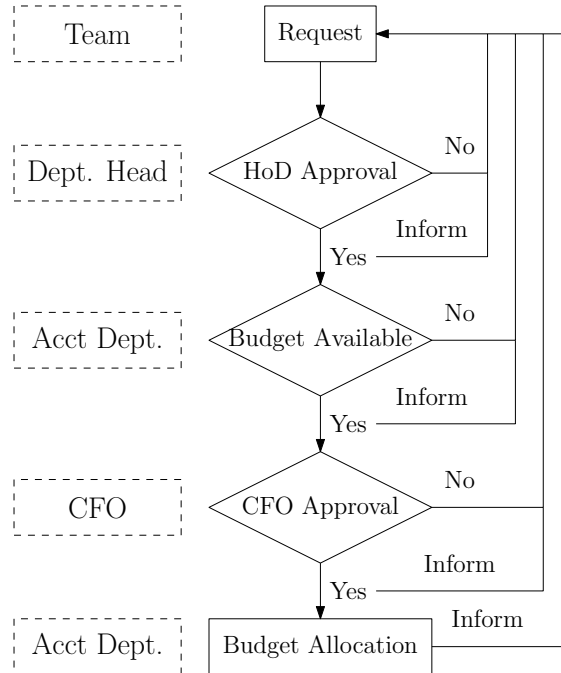 Team
Request
Dept. Head
HoD Approval
No
Inform
Yes
Acct Dept.
Budget Available
No
Inform
Yes
CFO
CFO Approval
No
Inform
Yes
Acct Dept.
Budget Allocation
Inform